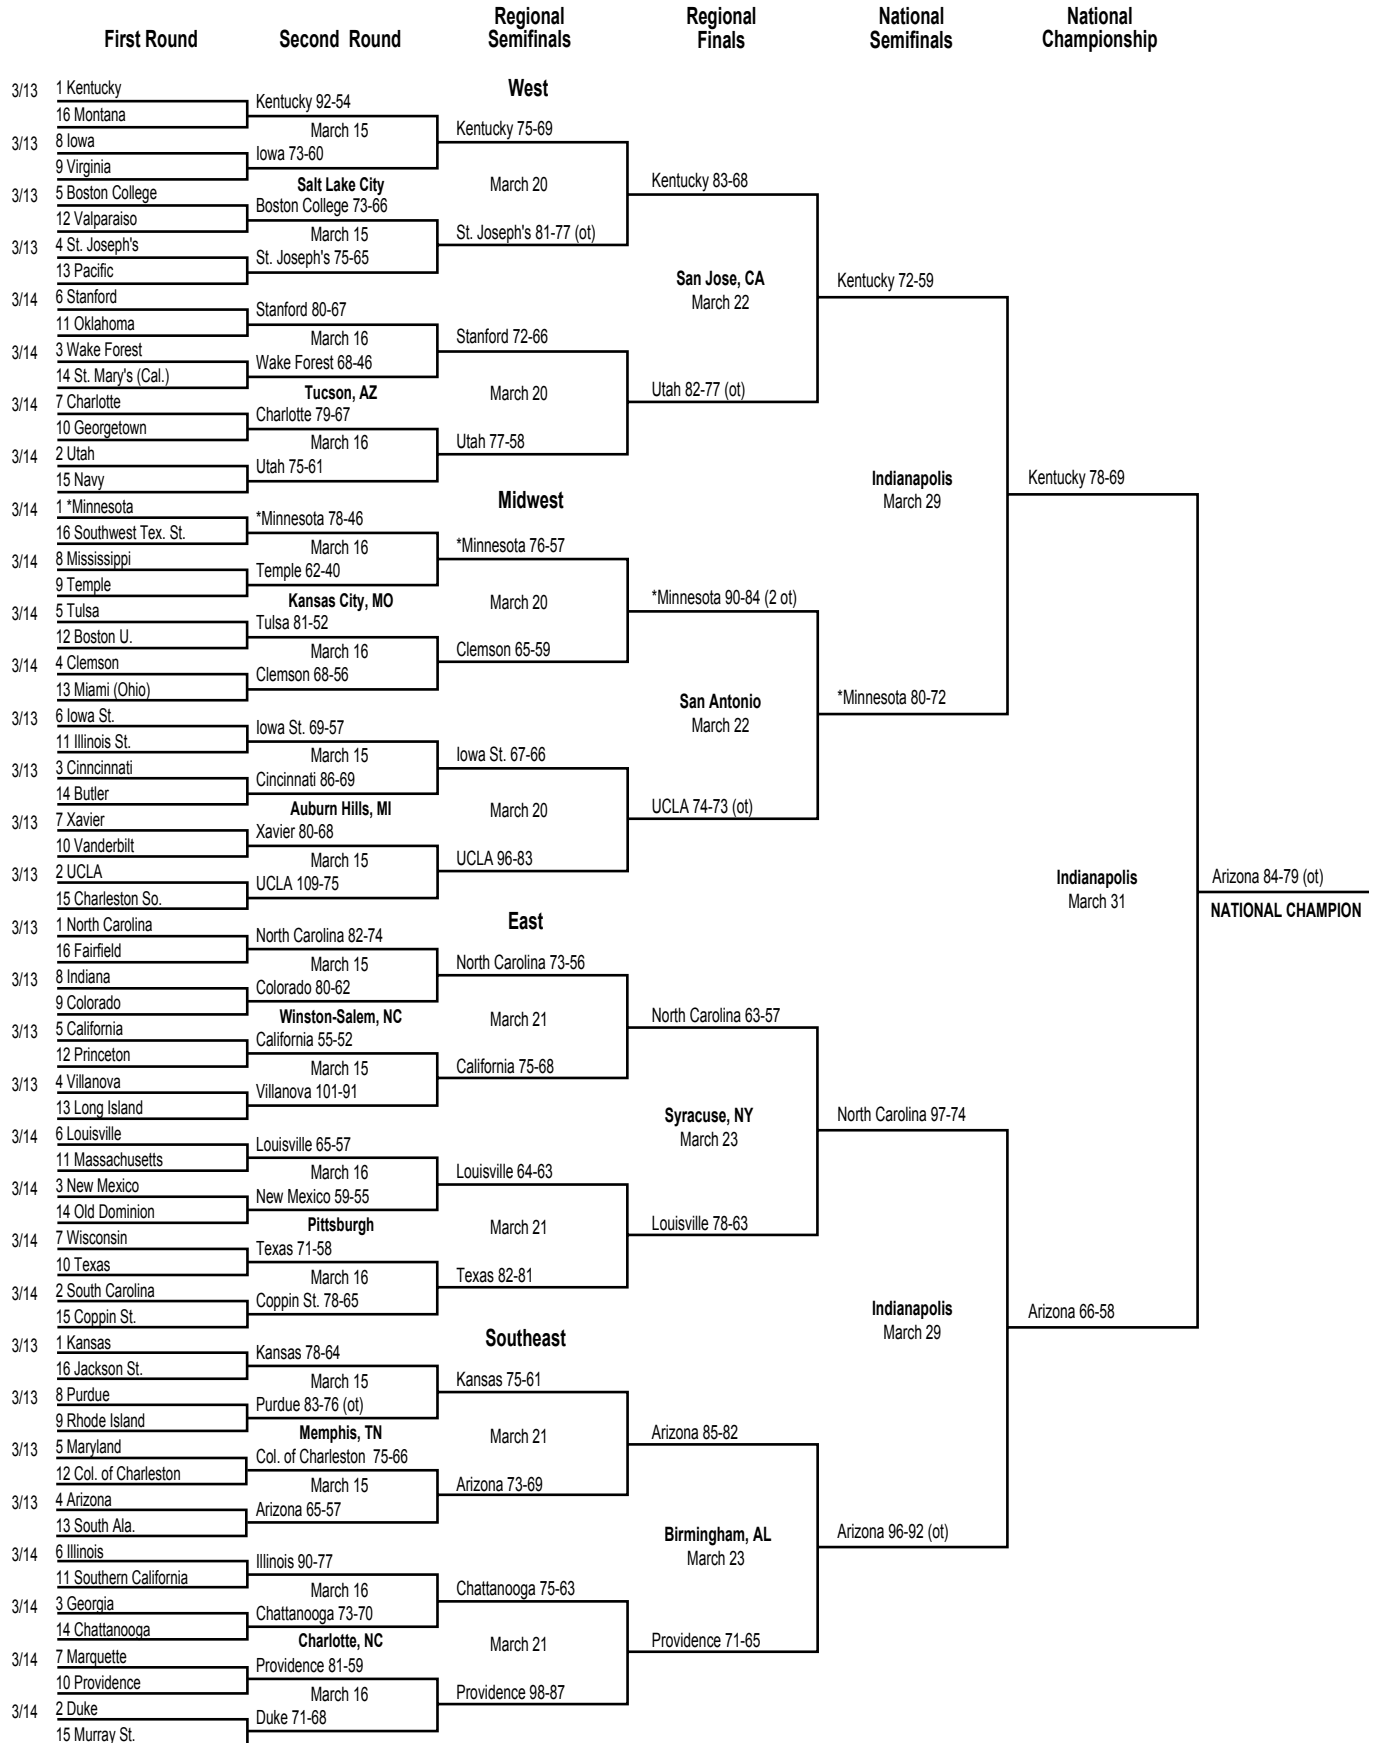 First Round
Second Round
Regional
Semifinals
Regional
Finals
National
Semifinals
National
Championship
West
3/13
1 Kentucky
16 Montana
3/13
8 Iowa
9 Virginia
3/13
5 Boston College
12 Valparaiso
3/13
4 St. Joseph's
13 Pacific
3/14
6 Stanford
11 Oklahoma
3/14
3 Wake Forest
14 St. Mary's (Cal.)
3/14
7 Charlotte
10 Georgetown
3/14
2 Utah
15 Navy
Kentucky 92-54
March 15
Iowa 73-60
Salt Lake City
Boston College 73-66
March 15
St. Joseph's 75-65
Stanford 80-67
March 16
Wake Forest 68-46
Tucson, AZ
Charlotte 79-67
March 16
Utah 75-61
Kentucky 75-69
March 20
St. Joseph's 81-77 (ot)
Stanford 72-66
March 20
Utah 77-58
Kentucky 83-68
San Jose, CA
March 22
Utah 82-77 (ot)
Kentucky 72-59
Midwest
3/14
1 *Minnesota
16 Southwest Tex. St.
3/14
8 Mississippi
9 Temple
3/14
5 Tulsa
12 Boston U.
3/14
4 Clemson
13 Miami (Ohio)
3/13
6 Iowa St.
11 Illinois St.
3/13
3 Cinncinnati
14 Butler
3/13
7 Xavier
10 Vanderbilt
3/13
2 UCLA
15 Charleston So.
*Minnesota 78-46
March 16
Temple 62-40
Kansas City, MO
Tulsa 81-52
March 16
Clemson 68-56
Iowa St. 69-57
March 15
Cincinnati 86-69
Auburn Hills, MI
Xavier 80-68
March 15
UCLA 109-75
*Minnesota 76-57
March 20
Clemson 65-59
Iowa St. 67-66
March 20
UCLA 96-83
*Minnesota 90-84 (2 ot)
San Antonio
March 22
UCLA 74-73 (ot)
*Minnesota 80-72
Indianapolis
March 29
Kentucky 78-69
East
3/13
1 North Carolina
16 Fairfield
3/13
8 Indiana
9 Colorado
3/13
5 California
12 Princeton
3/13
4 Villanova
13 Long Island
3/14
6 Louisville
11 Massachusetts
3/14
3 New Mexico
14 Old Dominion
3/14
7 Wisconsin
10 Texas
3/14
2 South Carolina
15 Coppin St.
North Carolina 82-74
March 15
Colorado 80-62
Winston-Salem, NC
California 55-52
March 15
Villanova 101-91
Louisville 65-57
March 16
New Mexico 59-55
Pittsburgh
Texas 71-58
March 16
Coppin St. 78-65
North Carolina 73-56
March 21
California 75-68
Louisville 64-63
March 21
Texas 82-81
North Carolina 63-57
Syracuse, NY
March 23
Louisville 78-63
North Carolina 97-74
Southeast
3/13
1 Kansas
16 Jackson St.
3/13
8 Purdue
9 Rhode Island
3/13
5 Maryland
12 Col. of Charleston
3/13
4 Arizona
13 South Ala.
3/14
6 Illinois
11 Southern California
3/14
3 Georgia
14 Chattanooga
3/14
7 Marquette
10 Providence
3/14
2 Duke
15 Murray St.
Kansas 78-64
March 15
Purdue 83-76 (ot)
Memphis, TN
Col. of Charleston 75-66
March 15
Arizona 65-57
Illinois 90-77
March 16
Chattanooga 73-70
Charlotte, NC
Providence 81-59
March 16
Duke 71-68
Kansas 75-61
March 21
Arizona 73-69
Chattanooga 75-63
March 21
Providence 98-87
Arizona 85-82
Birmingham, AL
March 23
Providence 71-65
Arizona 96-92 (ot)
Indianapolis
March 29
Arizona 66-58
Indianapolis
March 31
Arizona 84-79 (ot)
NATIONAL CHAMPION